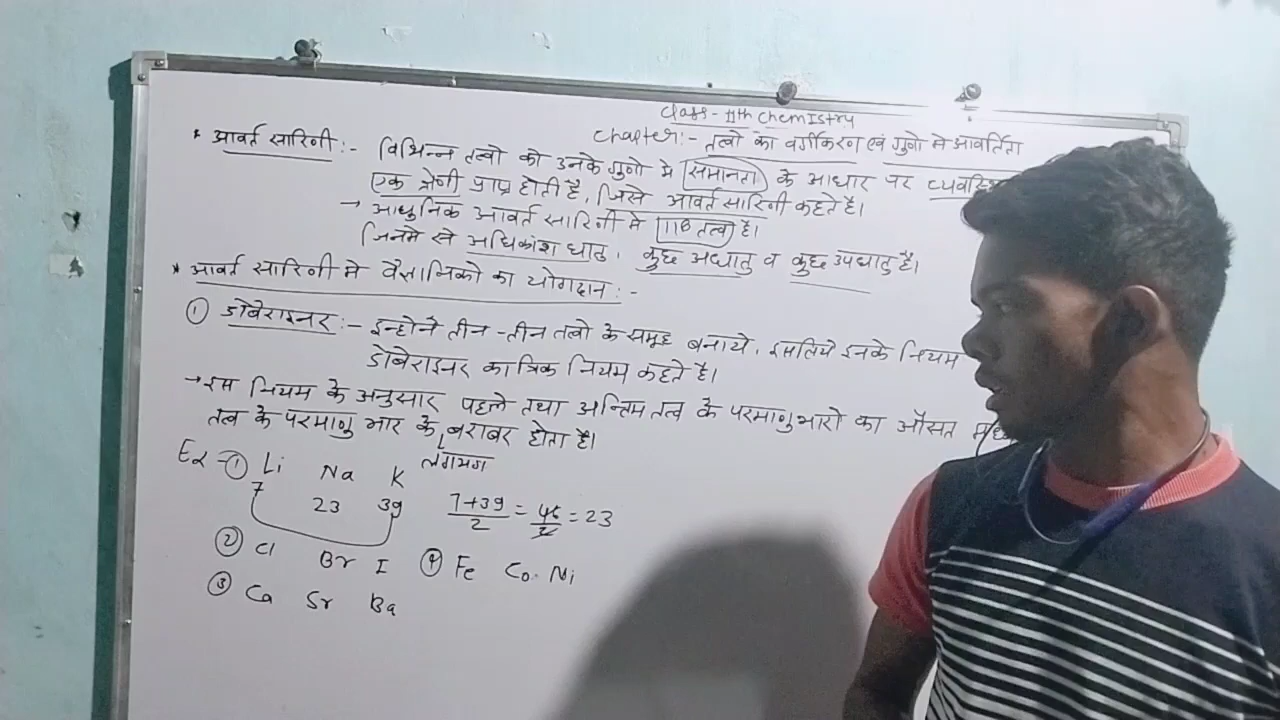 Class - 11th Chemistry
Chapter :- तत्वो का वर्गीकरण एवं गुणो मे आवर्तिता
* आवर्त सारिणी :- विभिन्न तत्वो को उनके गुणो मे समानता के आधार पर
एक श्रेणी प्राप्त होती है, जिसे आवर्त सारिणी कहते है।
→ आधुनिक आवर्त सारिणी मे 118 तत्व है।
जिनमे से अधिकांश धातु, कुछ अधातु व कुछ उपधातु है।
* आवर्त सारिणी मे वैज्ञानिको का योगदान :-
① डोबेराइनर :- इन्होने तीन - तीन तत्वो के समूह बनाये, इसलिये इनके नियम
डोबेराइनर का त्रिक नियम कहते है।
→ इस नियम के अनुसार पहले तथा अन्तिम तत्व के परमाणु भारो का औसत
तत्व के परमाणु भार के बराबर होता है।
लगभग
Ex - ① Li Na K
7 23 39 7+39/2 = 46/2 = 23
② Cl Br I ④ Fe Co Ni
③ Ca Sr Ba